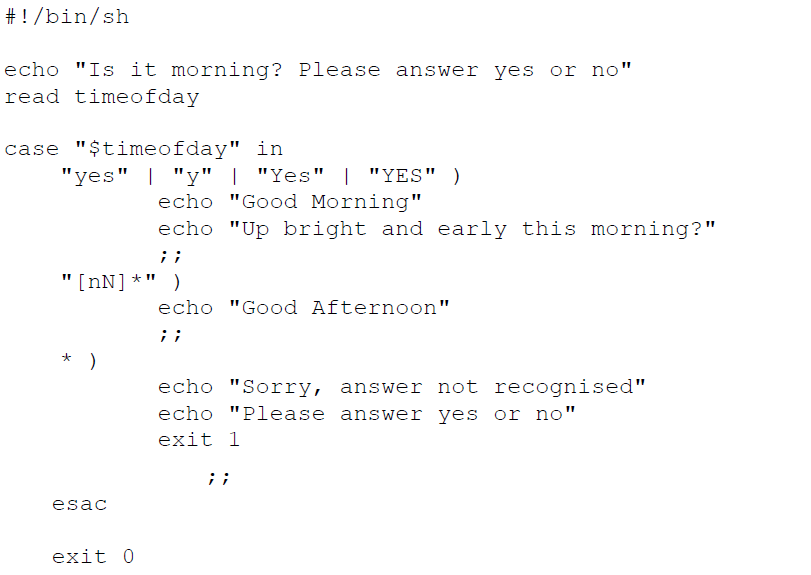 #!/bin/sh
echo "Is it morning? Please answer yes or no"
read timeofday
case "$timeofday" in
"yes" | "y" | "Yes" | "YES" )
echo "Good Morning"
echo "Up bright and early this morning?"
;;
"[nN]*" )
echo "Good Afternoon"
;;
* )
echo "Sorry, answer not recognised"
echo "Please answer yes or no"
exit 1
;;
esac
exit 0